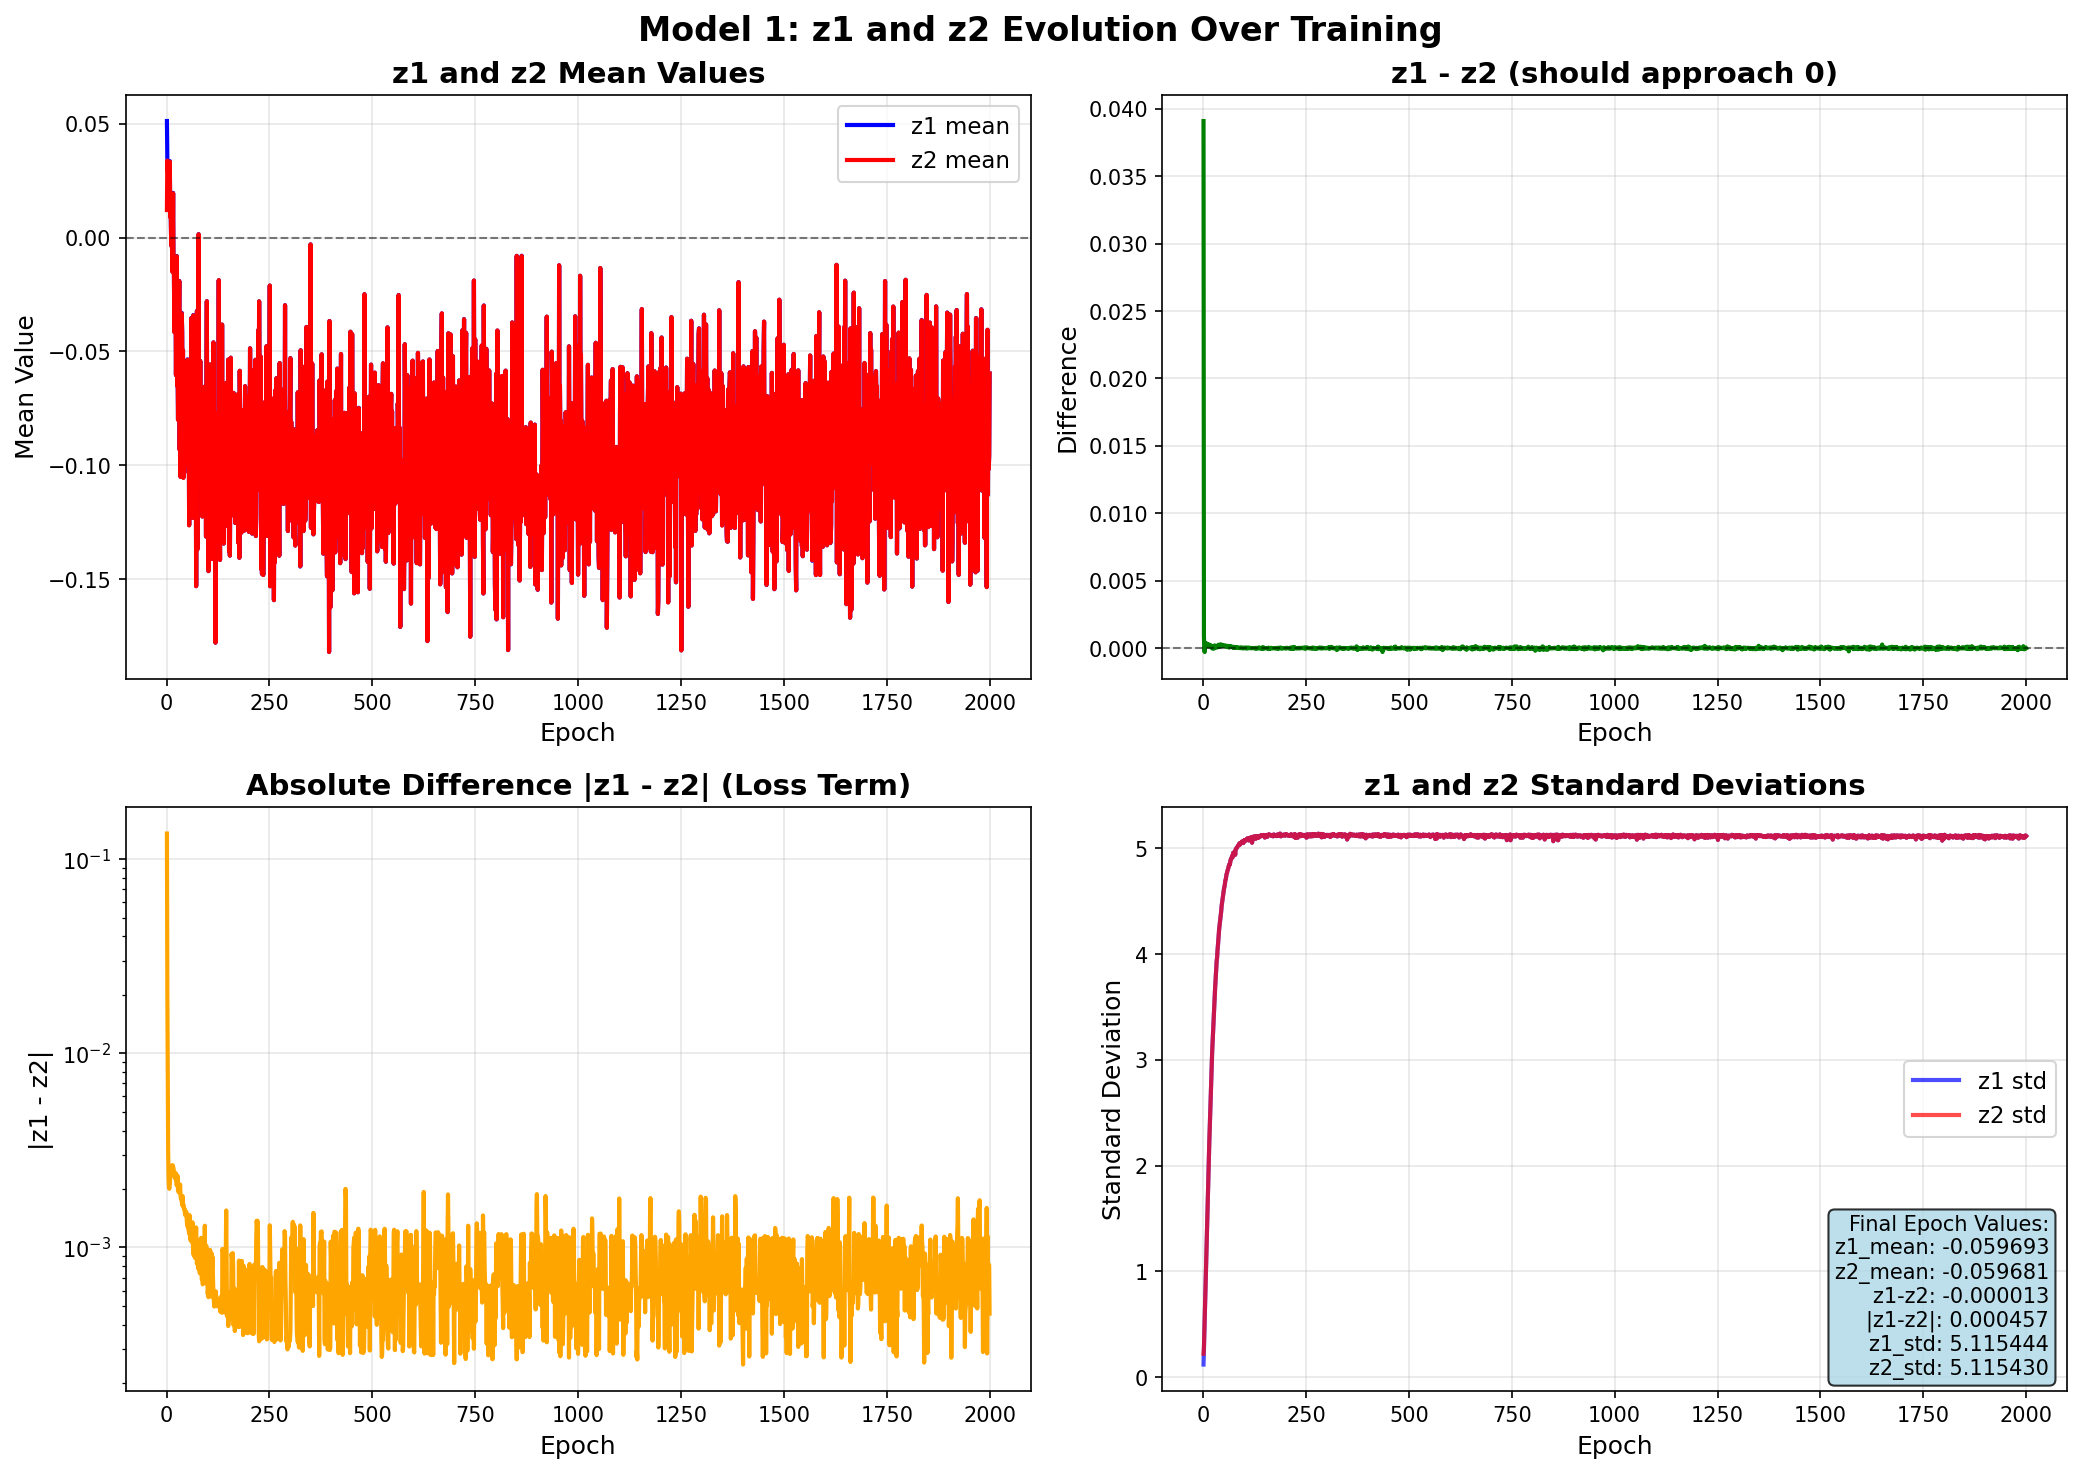 Model 1: z1 and z2 Evolution Over Training
z1 and z2 Mean Values
0.05
0.00
−0.05
−0.10
−0.15
Mean Value
z1 mean
z2 mean
0 250 500 750 1000 1250 1500 1750 2000
Epoch
z1 - z2 (should approach 0)
0.040
0.035
0.030
0.025
0.020
0.015
0.010
0.005
0.000
Difference
0 250 500 750 1000 1250 1500 1750 2000
Epoch
Absolute Difference |z1 - z2| (Loss Term)
10⁻¹
10⁻²
10⁻³
|z1 - z2|
0 250 500 750 1000 1250 1500 1750 2000
Epoch
z1 and z2 Standard Deviations
5
4
3
2
1
0
Standard Deviation
z1 std
z2 std
Final Epoch Values:
z1_mean: -0.059693
z2_mean: -0.059681
z1-z2: -0.000013
|z1-z2|: 0.000457
z1_std: 5.115444
z2_std: 5.115430
0 250 500 750 1000 1250 1500 1750 2000
Epoch